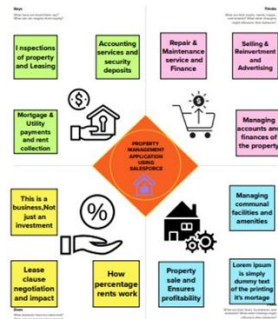 Says
Thinks
Inspections
of property
and Leasing
Accounting
services and
security
deposits
Repair &
Maintenance
service and
Finance
Selling &
Reinvertment
and
Advertising
Mortgage &
Utility
payments
and rent
collection
Managing
accounts and
finances of
the property
PROPERTY
MANAGEMENT
APPLICATION
USING
SALESFORCE
This is a
business,Not
just an
investment
%
Managing
communal
facilities and
amenities
Lease
clause
negotiation
and impact
How
percentage
rents work
Property
sale and
Ensures
profitability
Lorem ipsum
is simply
dummy text
of the printing
it's mortage